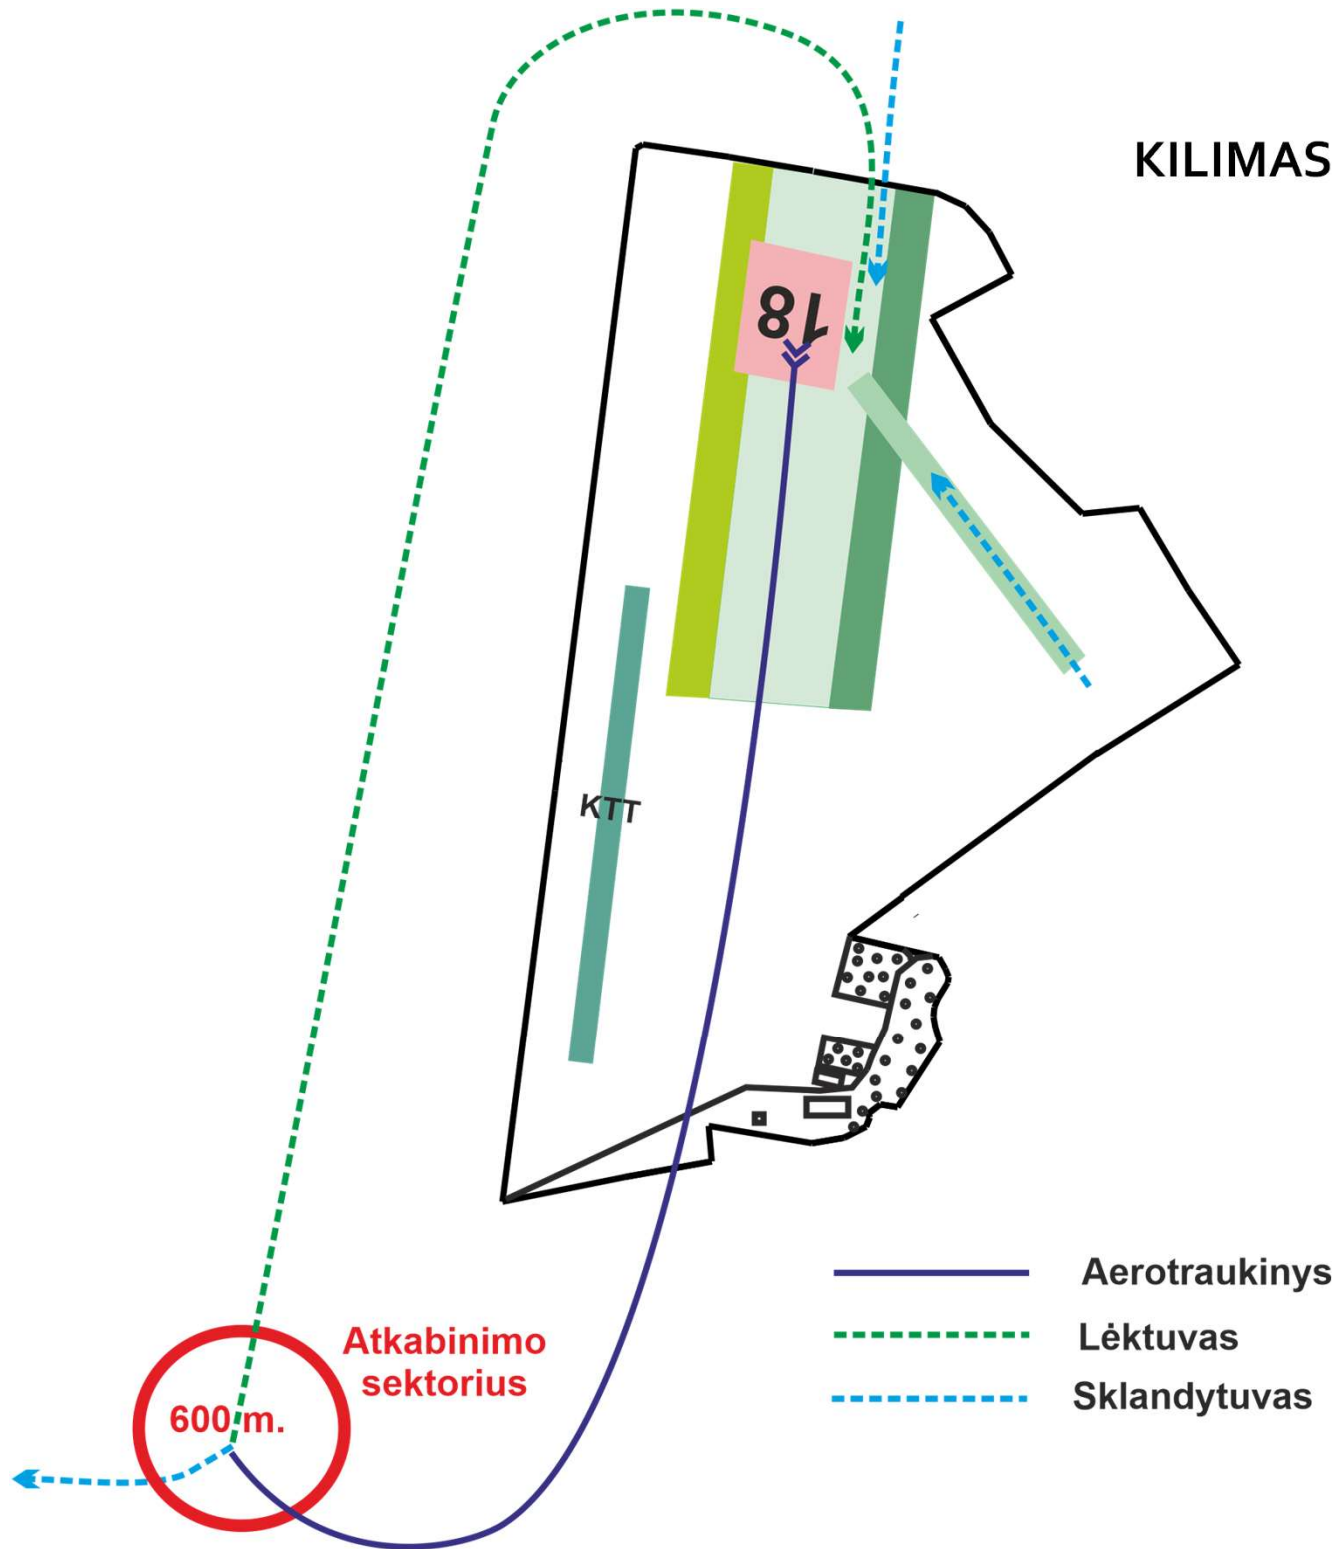 KILIMAS
18
KTT
Aerotraukinys
Atkabinimo
sektorius
Lėktuvas
600 m.
Sklandytuvas